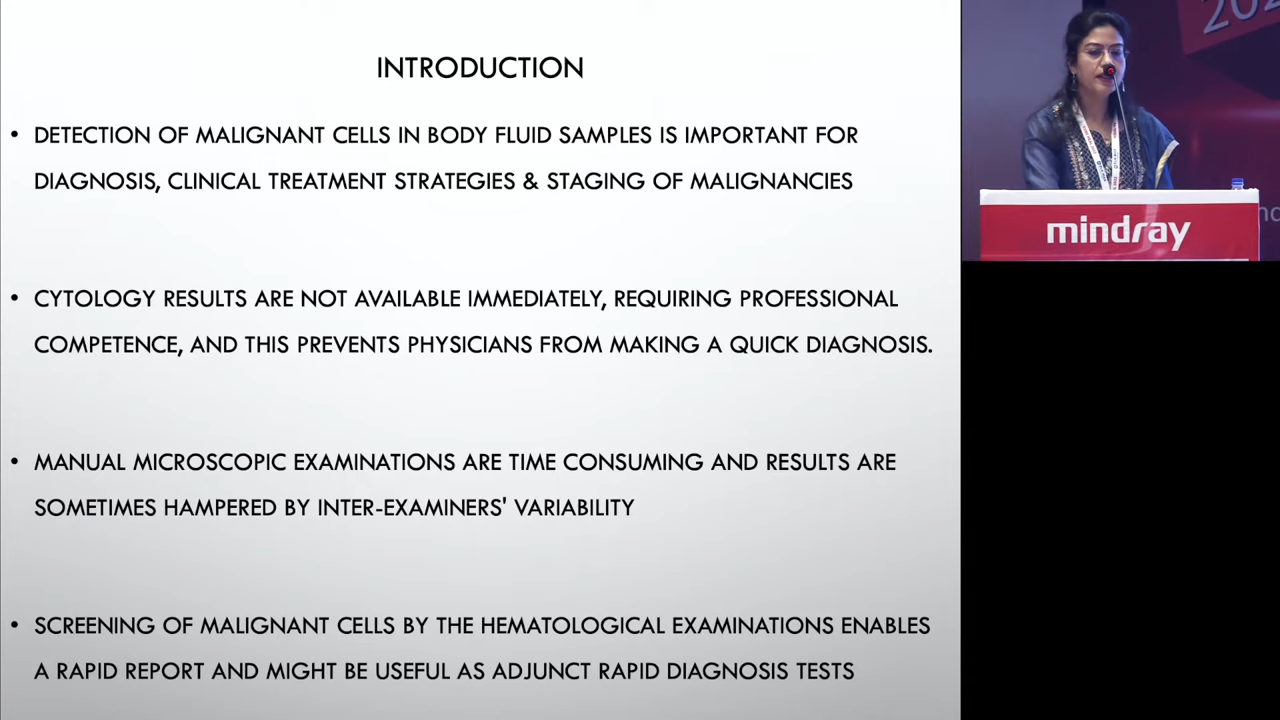 INTRODUCTION
• DETECTION OF MALIGNANT CELLS IN BODY FLUID SAMPLES IS IMPORTANT FOR
DIAGNOSIS, CLINICAL TREATMENT STRATEGIES & STAGING OF MALIGNANCIES
• CYTOLOGY RESULTS ARE NOT AVAILABLE IMMEDIATELY, REQUIRING PROFESSIONAL
COMPETENCE, AND THIS PREVENTS PHYSICIANS FROM MAKING A QUICK DIAGNOSIS.
• MANUAL MICROSCOPIC EXAMINATIONS ARE TIME CONSUMING AND RESULTS ARE
SOMETIMES HAMPERED BY INTER-EXAMINERS' VARIABILITY
• SCREENING OF MALIGNANT CELLS BY THE HEMATOLOGICAL EXAMINATIONS ENABLES
A RAPID REPORT AND MIGHT BE USEFUL AS ADJUNCT RAPID DIAGNOSIS TESTS
mindray